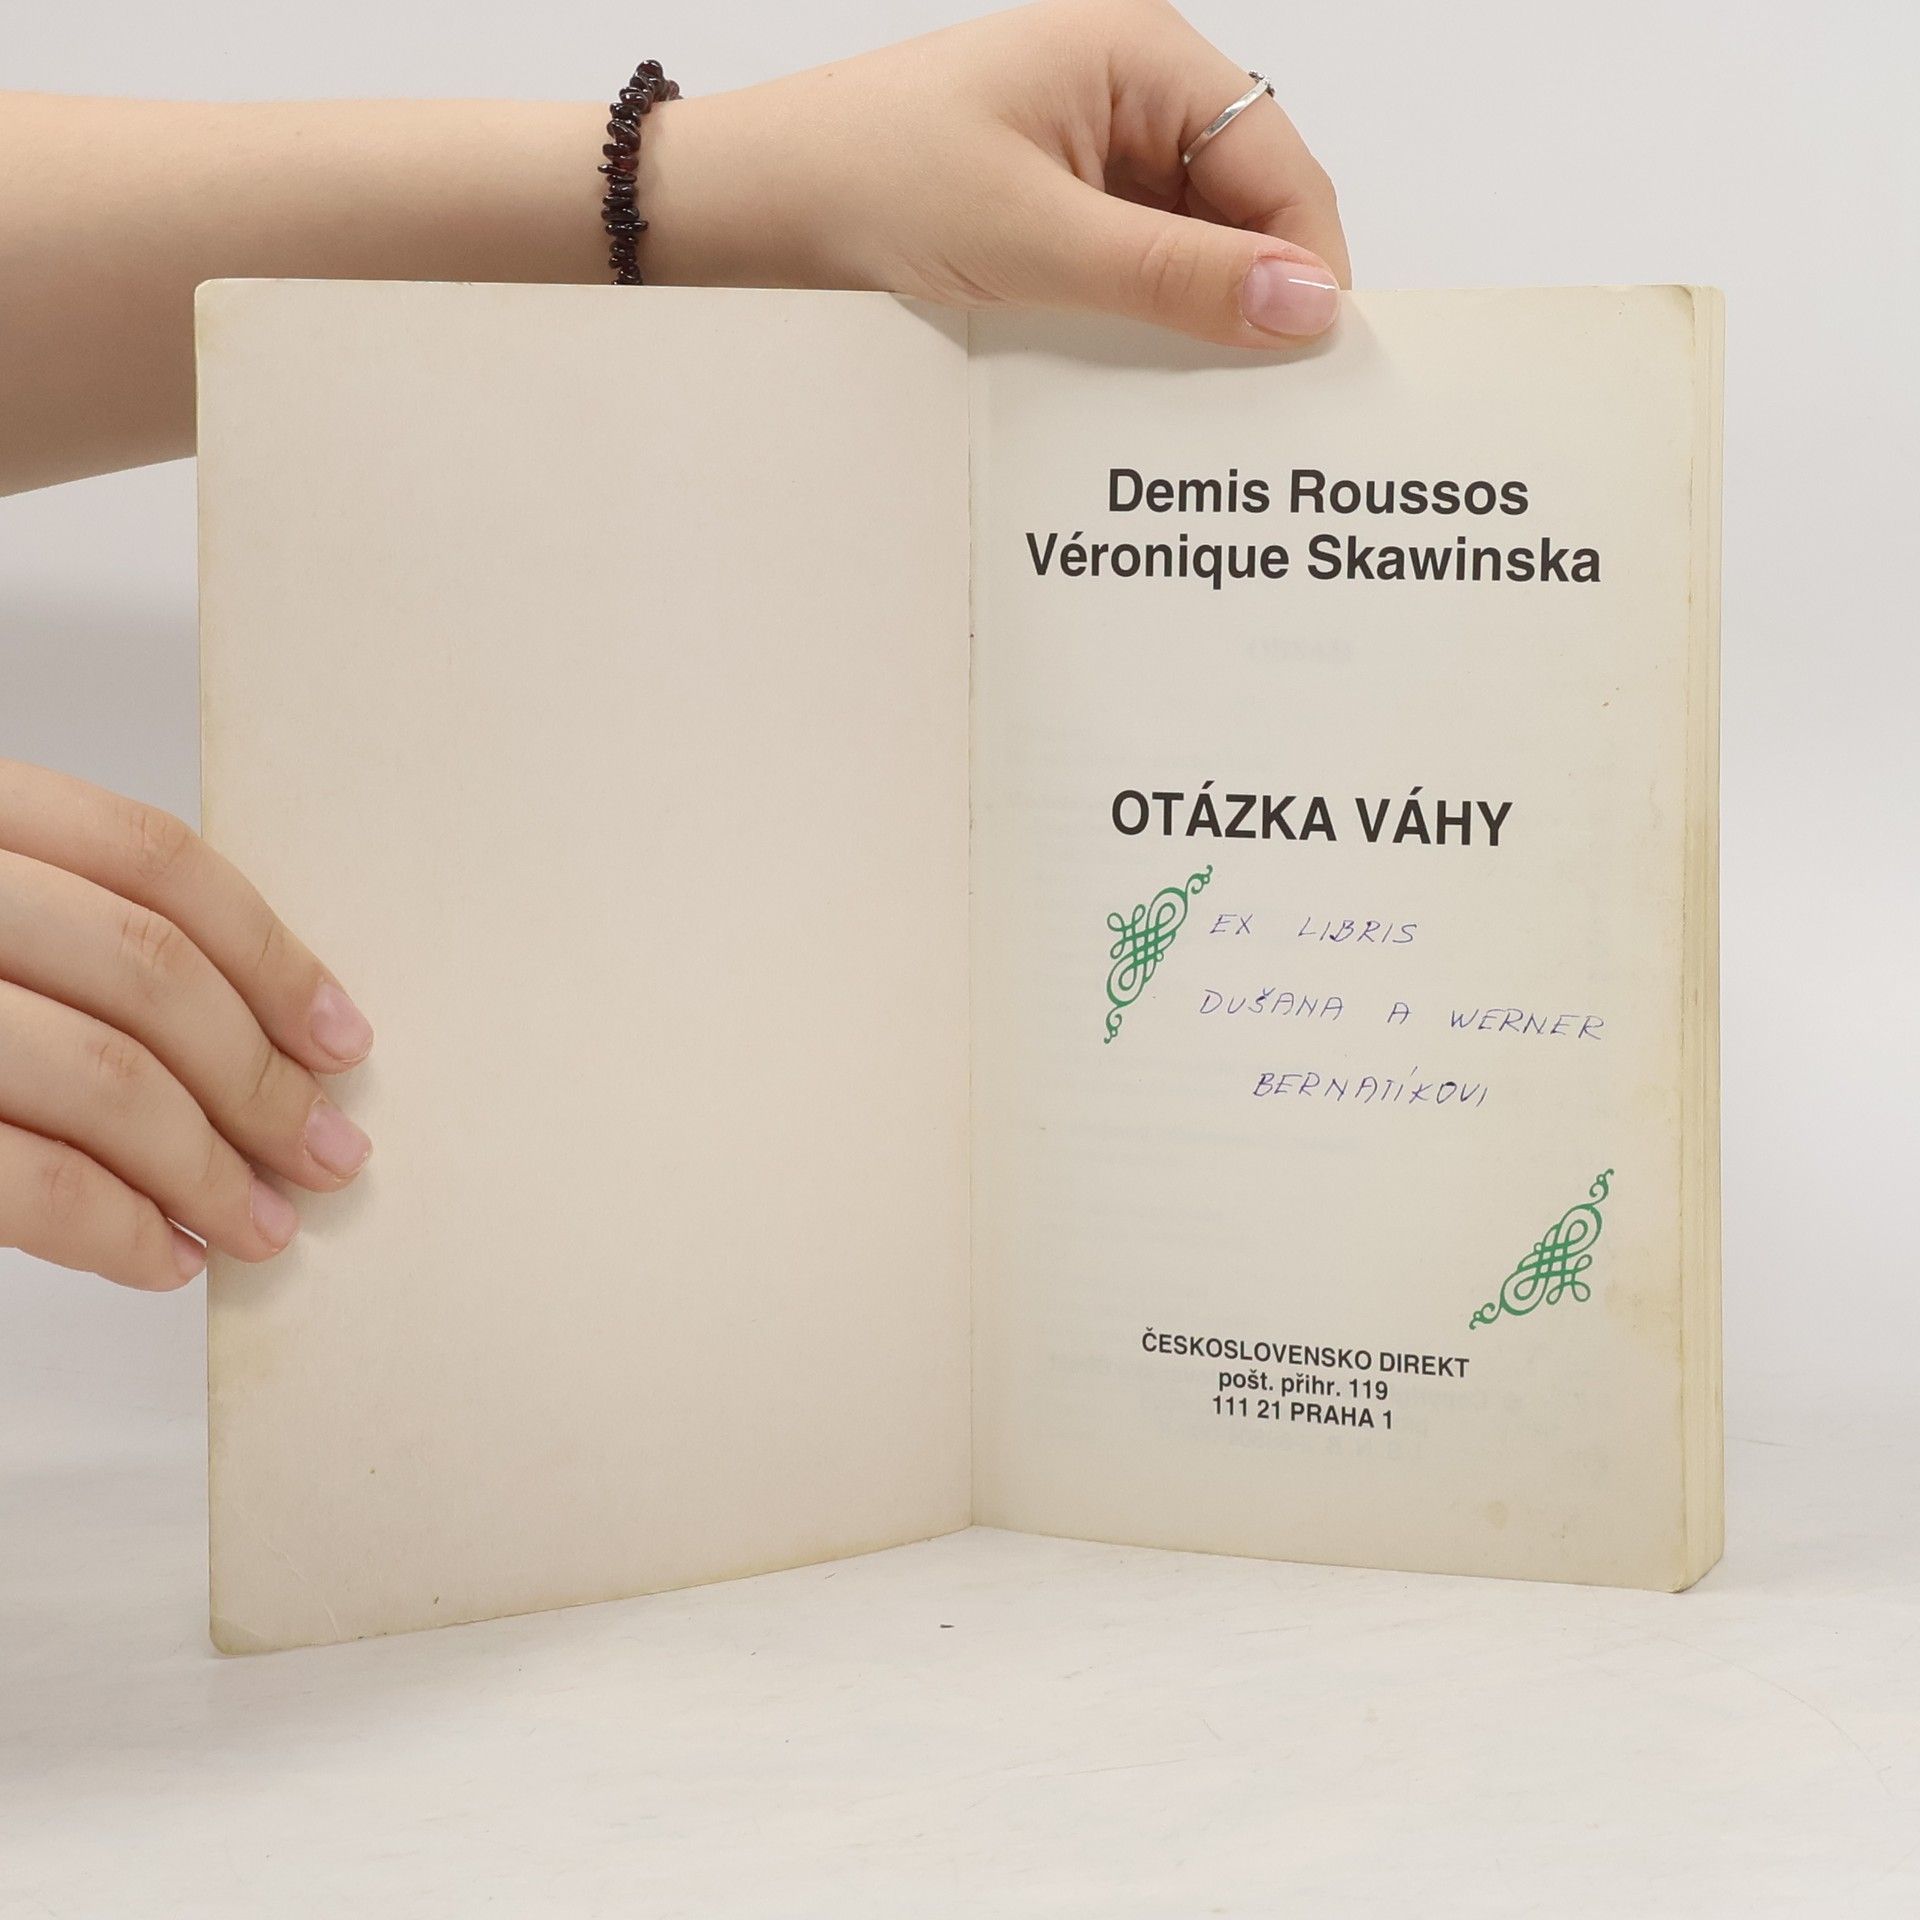 Demis Roussos
Véronique Skawinska
OTÁZKA VÁHY
EX LIBRIS
DUŠANA A WERNER
BERNATÍKOVI
ČESKOSLOVENSKO DIREKT
pošt. přihr. 119
111 21 PRAHA 1